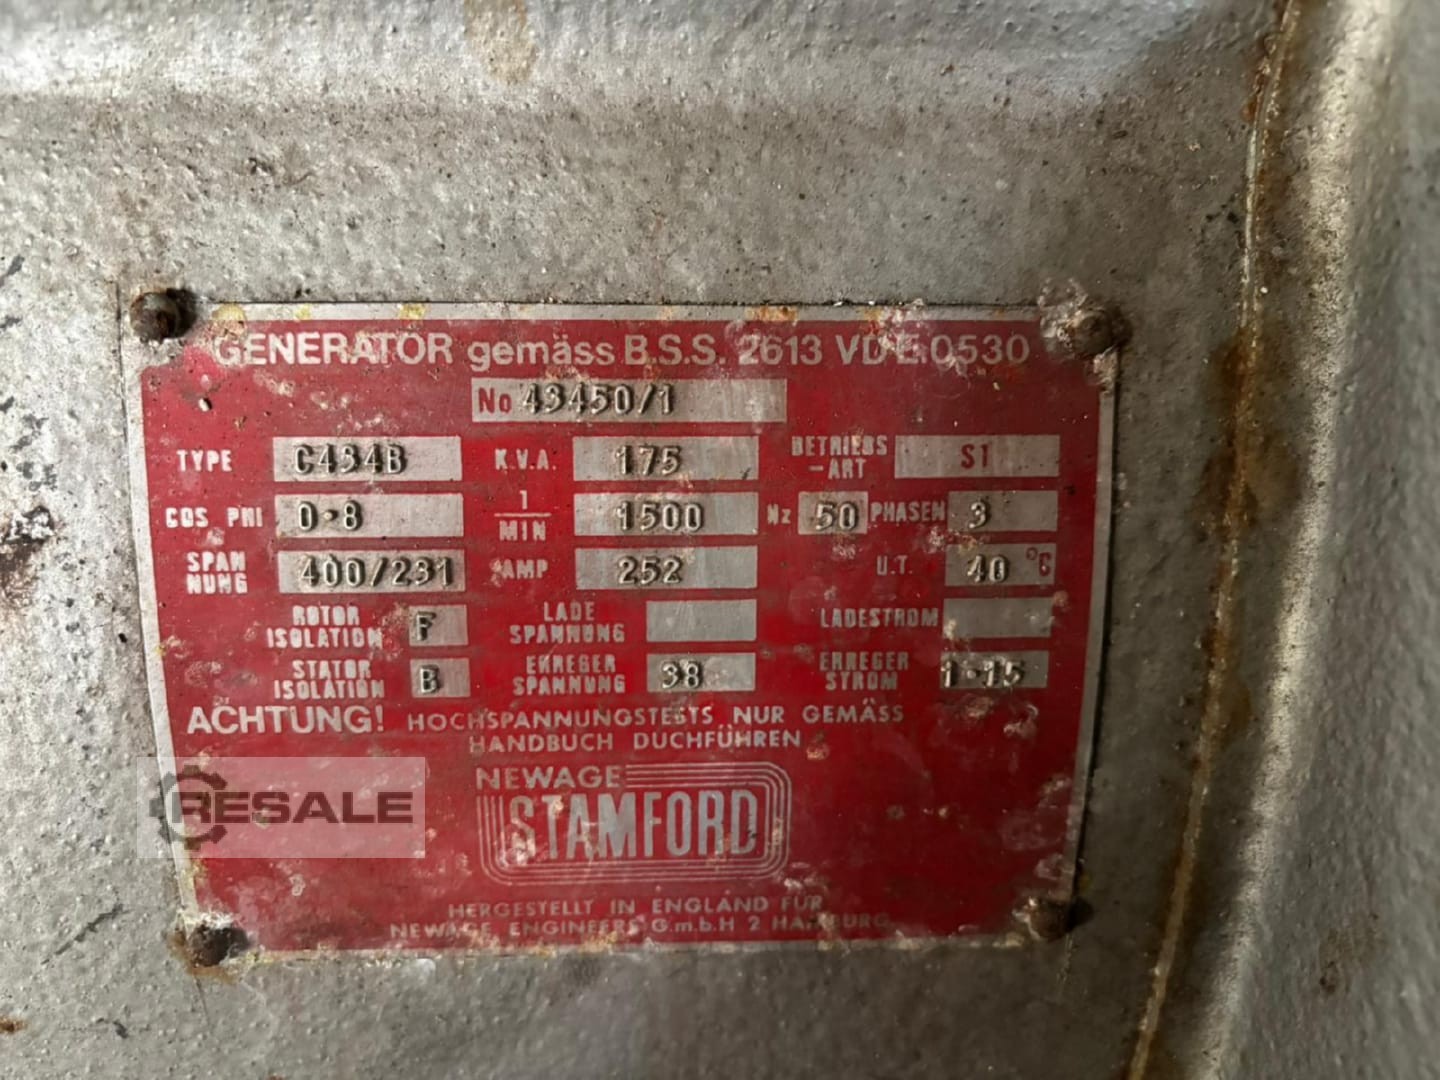 GENERATOR gemäss B.S.S. 2613 VDE.0530
No 43450/1
TYPE C434B K.V.A. 175 BETRIEBS-ART S1
COS PHI 0·8 1/MIN 1500 Hz 50 PHASEN 3
SPANNUNG 400/231 AMP 252 U.T. 40 °C
ROTOR ISOLATION F LADE SPANNUNG LADESTROM
STATOR ISOLATION B ERREGER SPANNUNG 38 ERREGER STROM 1·15
ACHTUNG! HOCHSPANNUNGSTESTS NUR GEMÄSS
HANDBUCH DUCHFÜHREN
NEWAGE
STAMFORD
RESALE
HERGESTELLT IN ENGLAND FÜR
NEWAGE ENGINEERS G.m.b.H 2 HAMBURG